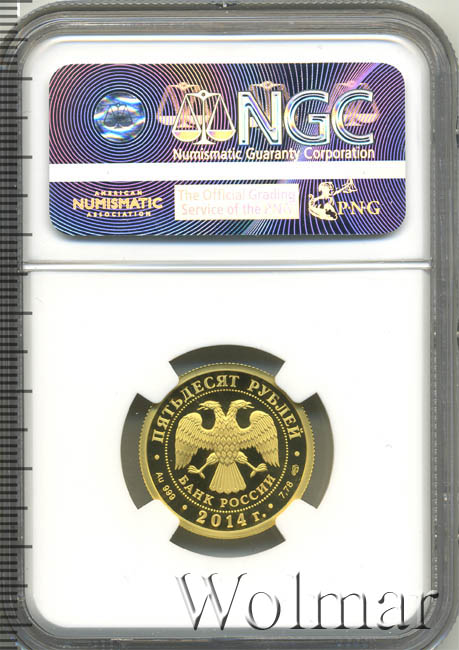 NGC
Numismatic Guaranty Corporation
AMERICAN
NUMISMATIC
ASSOCIATION
The Official Grading
Service of the PNG
PNG
ПЯТЬДЕСЯТ РУБЛЕЙ
БАНК РОССИИ
Au 999
7,78
• 2014 г. •
Wolmar